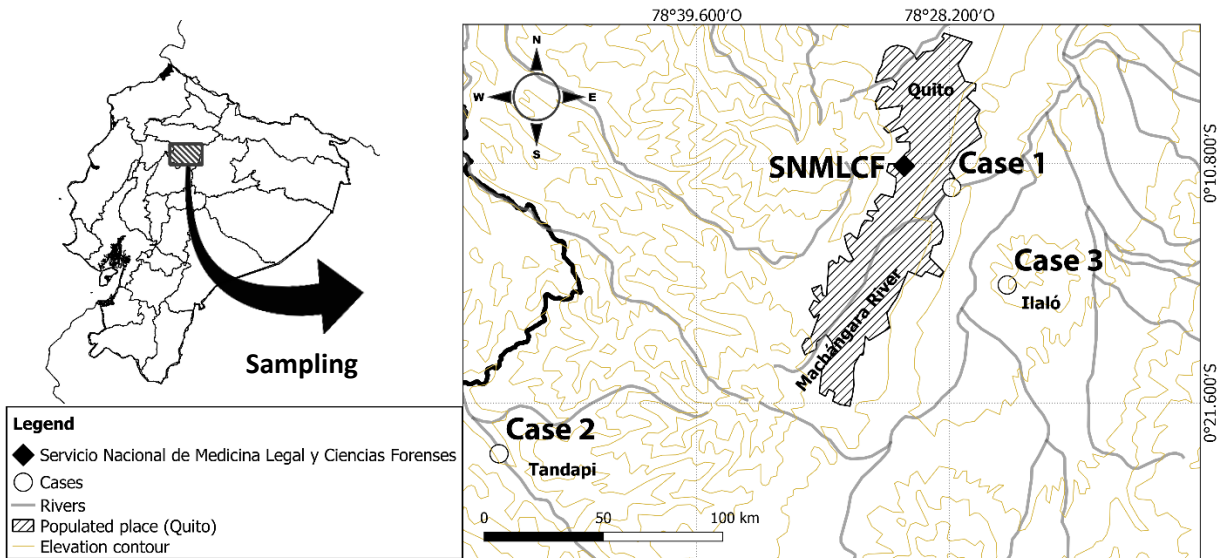 78°39.600'O
78°28.200'O
N
W
E
S
Quito
SNMLCF
Case 1
0°10.800'S
Case 3
Ilaló
Machángara River
Sampling
0°21.600'S
Case 2
Tandapi
0
50
100 km
Legend
Servicio Nacional de Medicina Legal y Ciencias Forenses
Cases
Rivers
Populated place (Quito)
Elevation contour